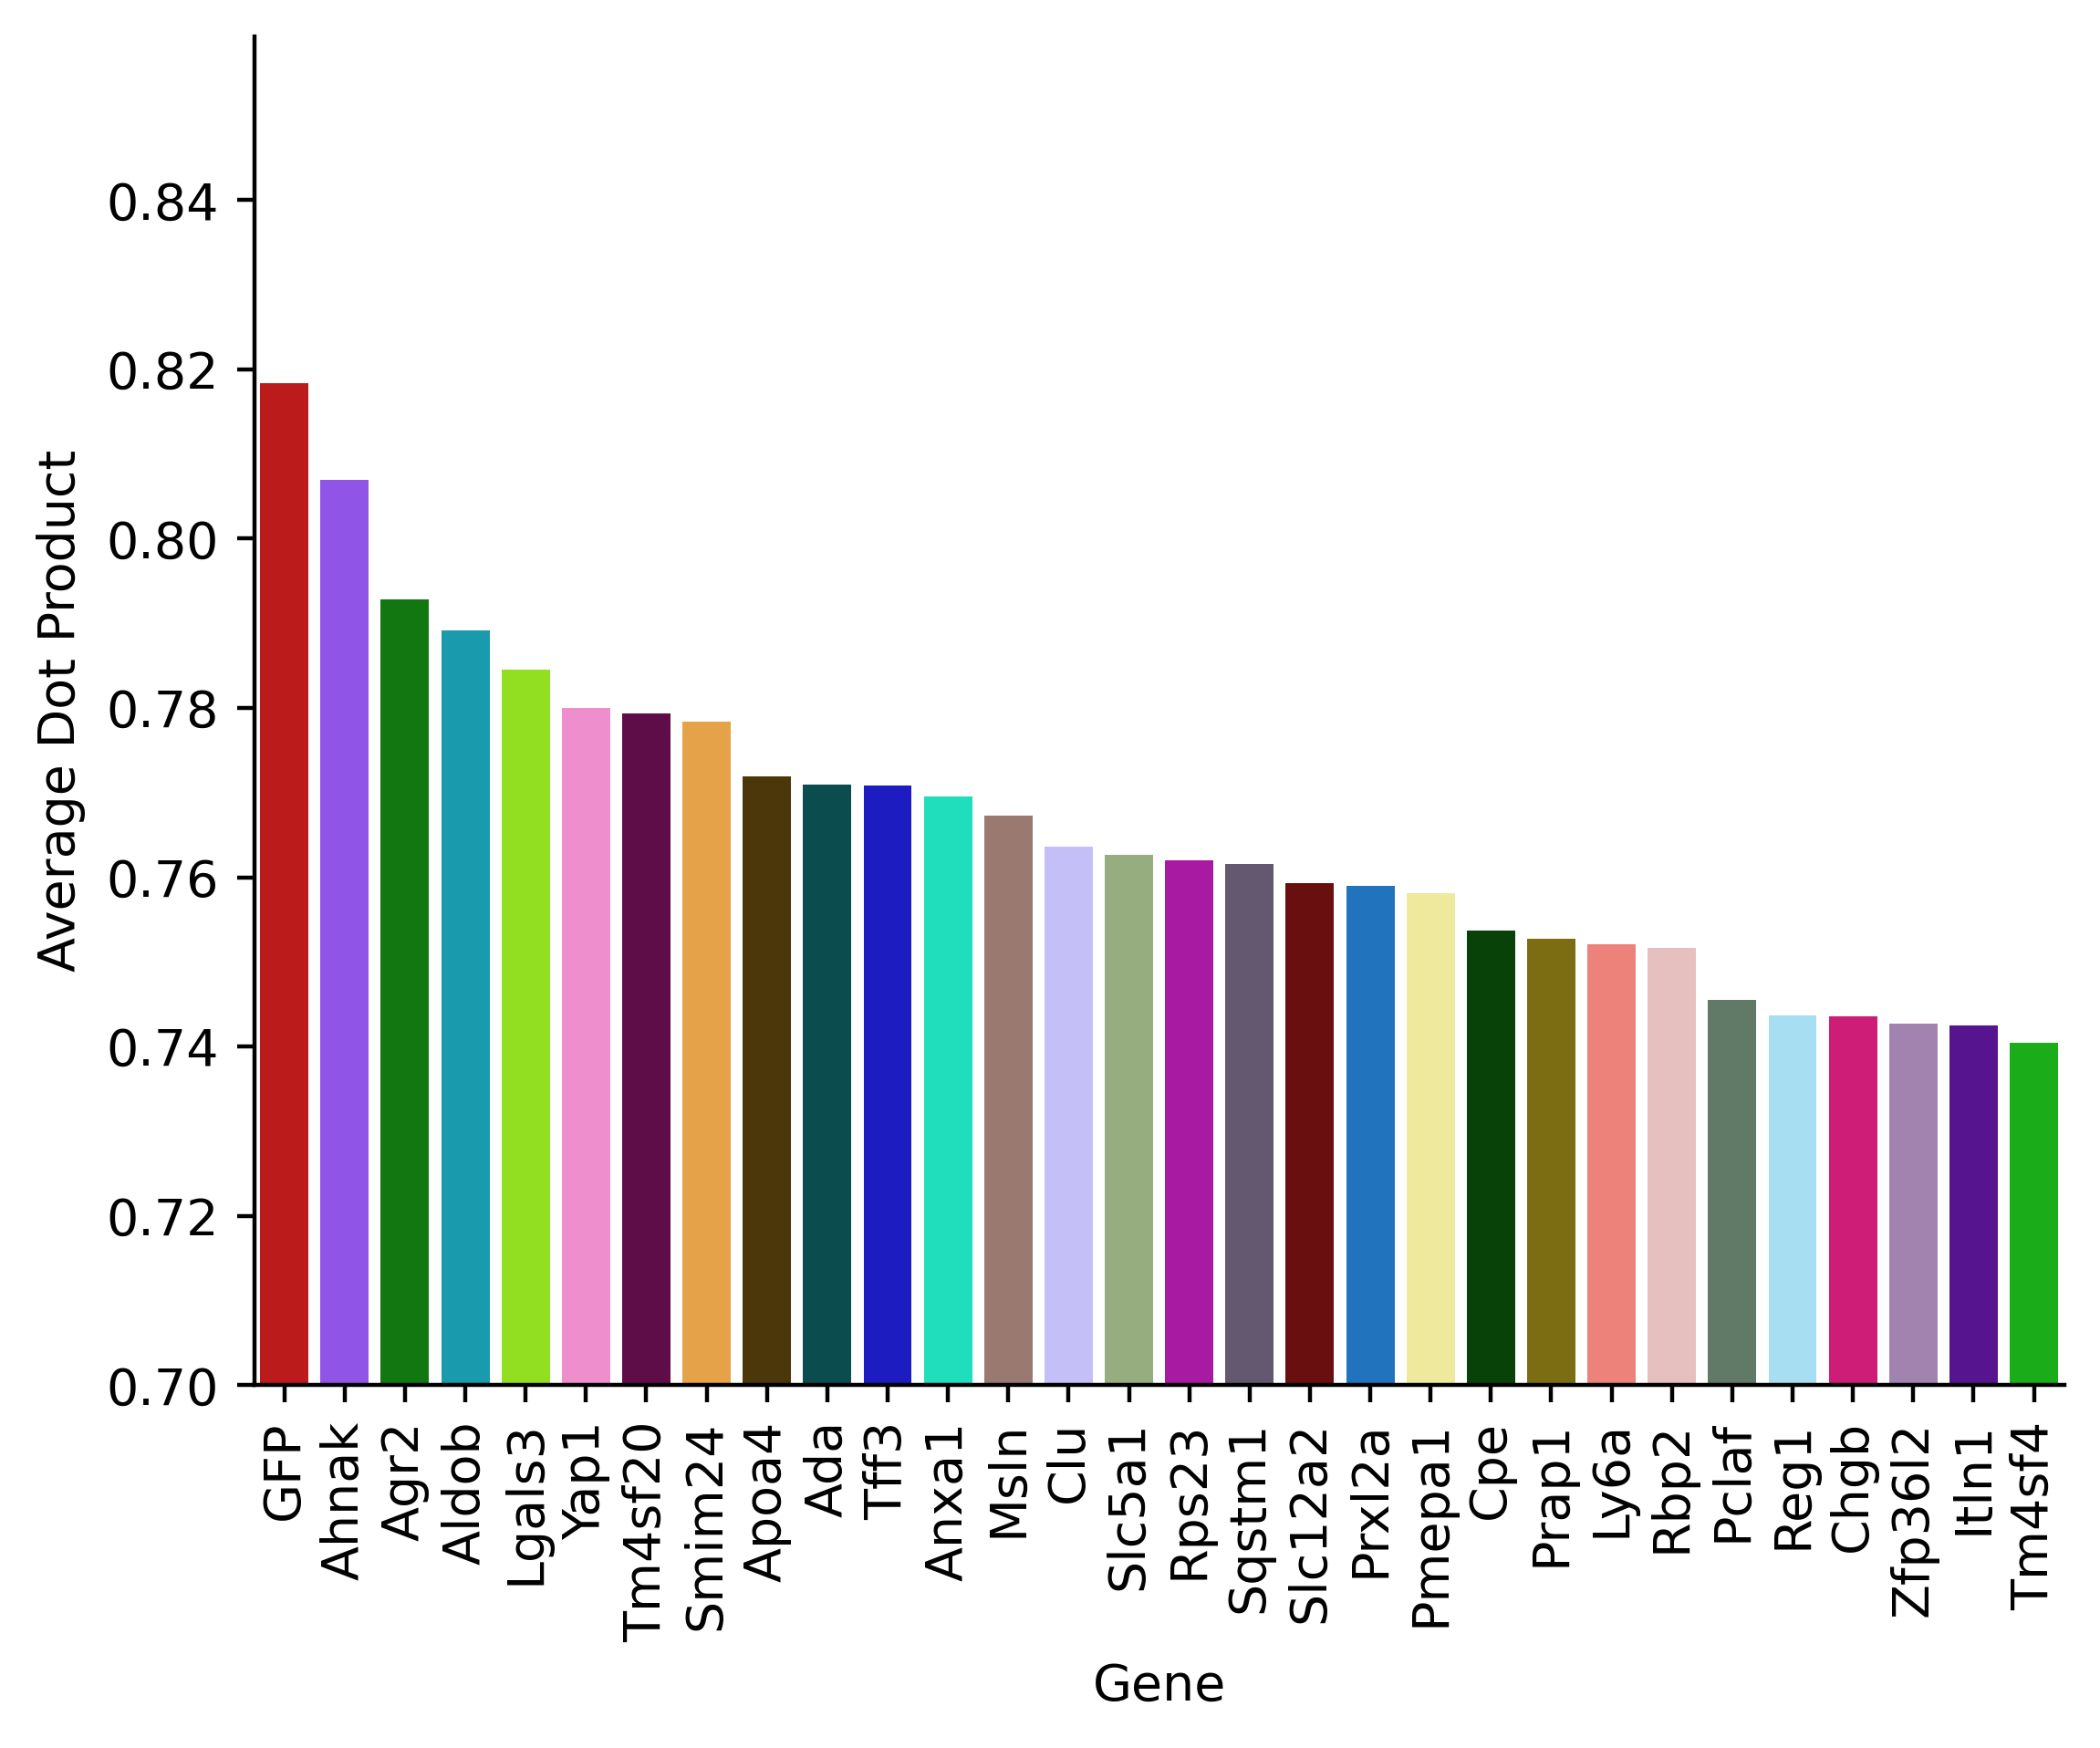 Average Dot Product
0.84
0.82
0.80
0.78
0.76
0.74
0.72
0.70
GFP
Ahnak
Agr2
Aldob
Lgals3
Yap1
Tm4sf20
Smim24
Apoa4
Ada
Tff3
Anxa1
Msln
Clu
Slc5a1
Rps23
Sqstm1
Slc12a2
Prxl2a
Pmepa1
Cpe
Prap1
Ly6a
Rbp2
Pclaf
Reg1
Chgb
Zfp36l2
Itln1
Tm4sf4
Gene